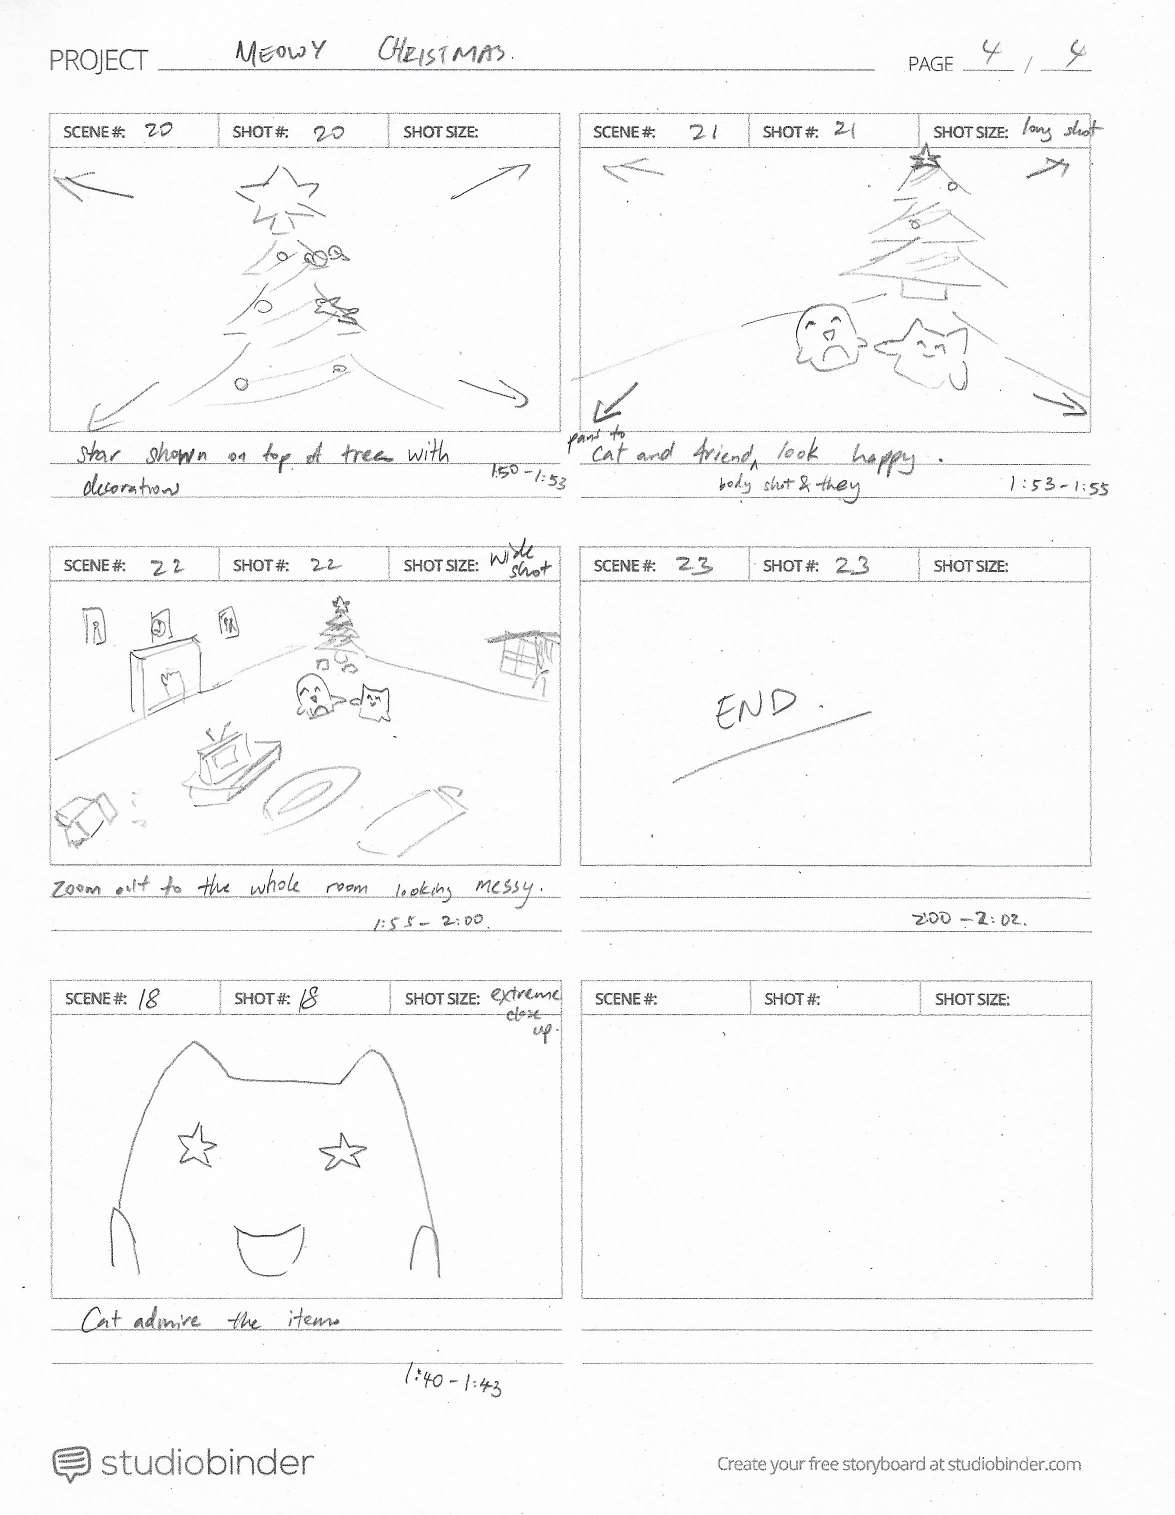 PROJECT MEOWY CHRISTMAS.
PAGE 4 / 4
SCENE #: 20 SHOT #: 20 SHOT SIZE:
star shown on top of tree with
decoration
1:50 - 1:53
SCENE #: 21 SHOT #: 21 SHOT SIZE: long shot
pans to
cat and friend, look happy.
body shot & they
1:53 - 1:55
SCENE #: 22 SHOT #: 22 SHOT SIZE: wide
shot
Zoom out to the whole room looking messy.
1:55 - 2:00
SCENE #: 23 SHOT #: 23 SHOT SIZE:
END.
2:00 - 2:02.
SCENE #: 18 SHOT #: 18 SHOT SIZE: extreme
close
up.
Cat admire the items
1:40 - 1:43
SCENE #: SHOT #: SHOT SIZE:
studiobinder
Create your free storyboard at studiobinder.com